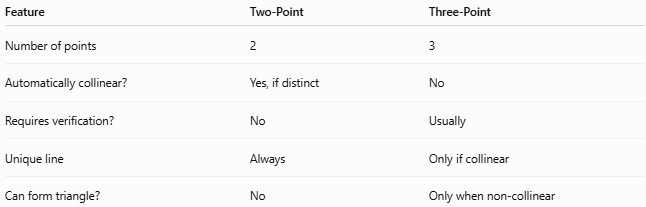 Feature Two-Point Three-Point
Number of points 2 3
Automatically collinear? Yes, if distinct No
Requires verification? No Usually
Unique line Always Only if collinear
Can form triangle? No Only when non-collinear